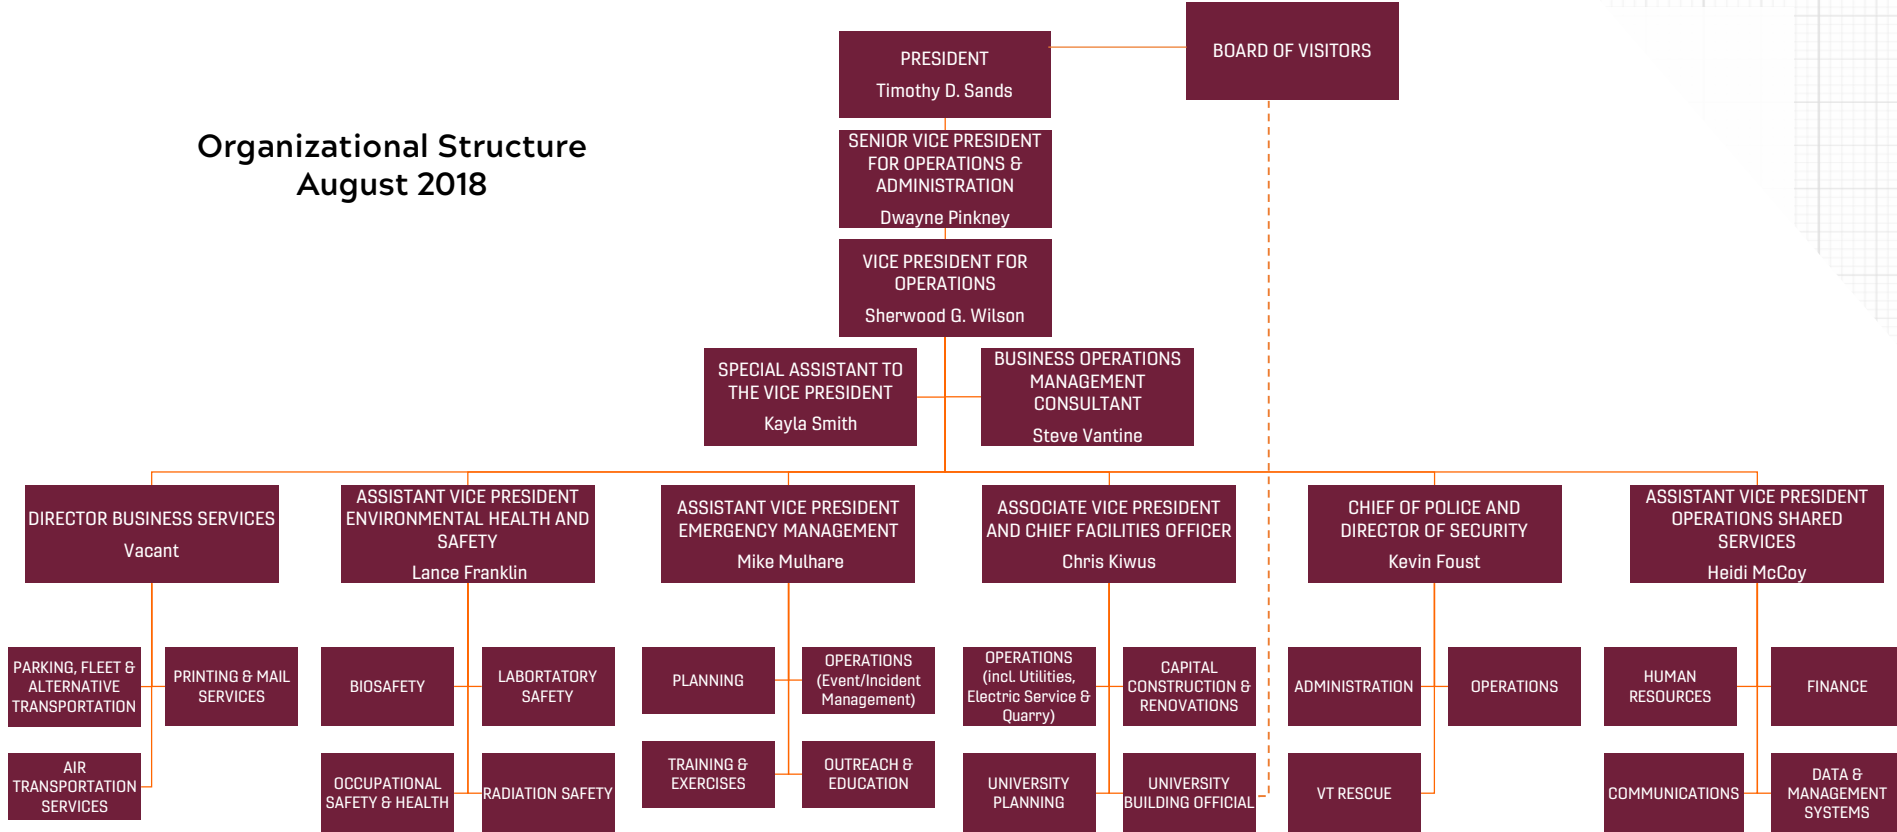 PRESIDENT
Timothy D. Sands
BOARD OF VISITORS
Organizational Structure
August 2018
SENIOR VICE PRESIDENT
FOR OPERATIONS &
ADMINISTRATION
Dwayne Pinkney
VICE PRESIDENT FOR
OPERATIONS
Sherwood G. Wilson
SPECIAL ASSISTANT TO
THE VICE PRESIDENT
Kayla Smith
BUSINESS OPERATIONS
MANAGEMENT
CONSULTANT
Steve Vantine
DIRECTOR BUSINESS SERVICES
Vacant
ASSISTANT VICE PRESIDENT
ENVIRONMENTAL HEALTH AND
SAFETY
Lance Franklin
ASSISTANT VICE PRESIDENT
EMERGENCY MANAGEMENT
Mike Mulhare
ASSOCIATE VICE PRESIDENT
AND CHIEF FACILITIES OFFICER
Chris Kiwus
CHIEF OF POLICE AND
DIRECTOR OF SECURITY
Kevin Foust
ASSISTANT VICE PRESIDENT
OPERATIONS SHARED
SERVICES
Heidi McCoy
PARKING, FLEET &
ALTERNATIVE
TRANSPORTATION
PRINTING & MAIL
SERVICES
BIOSAFETY
LABORTATORY
SAFETY
PLANNING
OPERATIONS
(Event/Incident
Management)
OPERATIONS
(incl. Utilities,
Electric Service &
Quarry)
CAPITAL
CONSTRUCTION &
RENOVATIONS
ADMINISTRATION
OPERATIONS
HUMAN
RESOURCES
FINANCE
AIR
TRANSPORTATION
SERVICES
OCCUPATIONAL
SAFETY & HEALTH
RADIATION SAFETY
TRAINING &
EXERCISES
OUTREACH &
EDUCATION
UNIVERSITY
PLANNING
UNIVERSITY
BUILDING OFFICIAL
VT RESCUE
COMMUNICATIONS
DATA &
MANAGEMENT
SYSTEMS